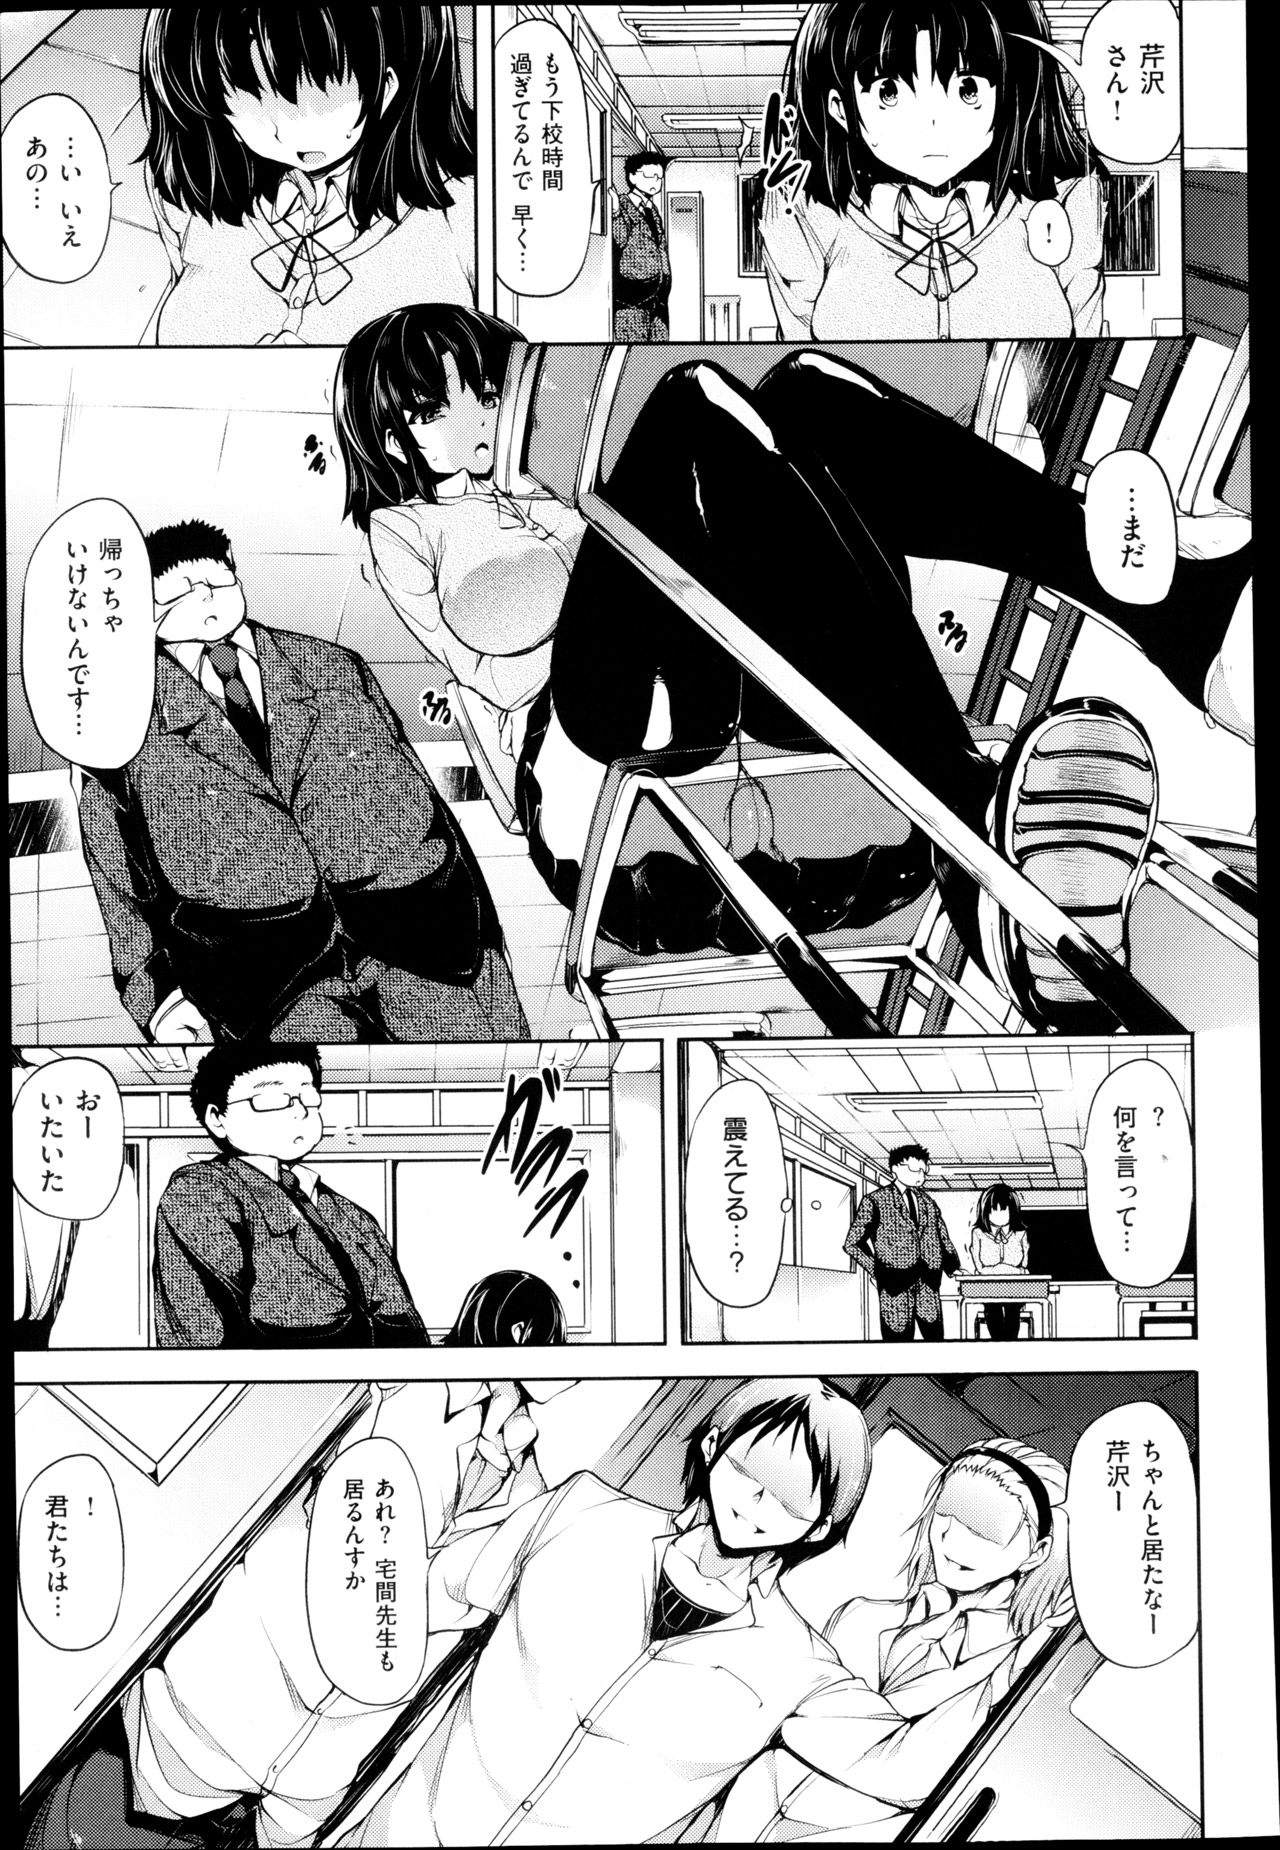 芹沢
さん！
！
ドキッ
もう下校時間
過ぎてるんで 早く…
…い いえ
あの…
…まだ
帰っちゃ
いけないんです…
？
何を言って…
震えてる…？
おー
いたいた
ちゃんと居たなー
芹沢ー
あれ？ 宅間先生も
居るんすか
！
君たちは…